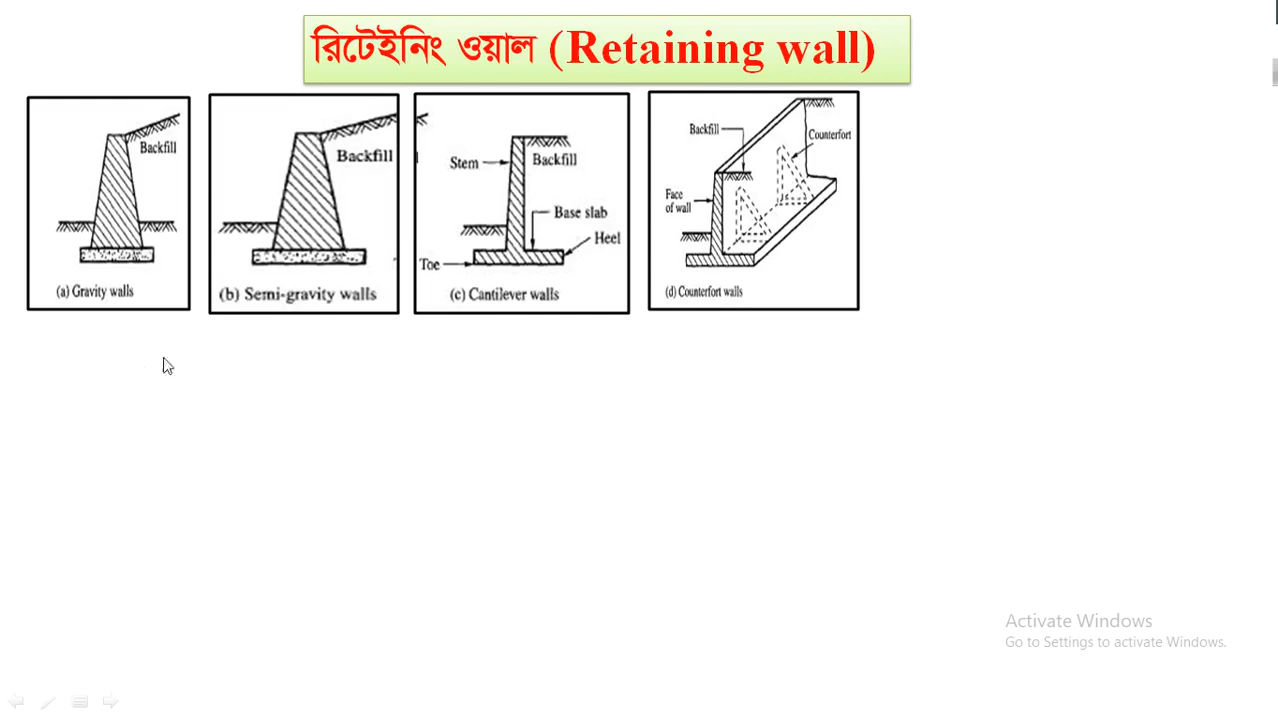 রিটেইনিং ওয়াল (Retaining wall)
Backfill
(a) Gravity walls
Backfill
(b) Semi-gravity walls
Stem
Backfill
Base slab
Heel
Toe
(c) Cantilever walls
Backfill
Counterfort
Face
of wall
(d) Counterfort walls
Activate Windows
Go to Settings to activate Windows.